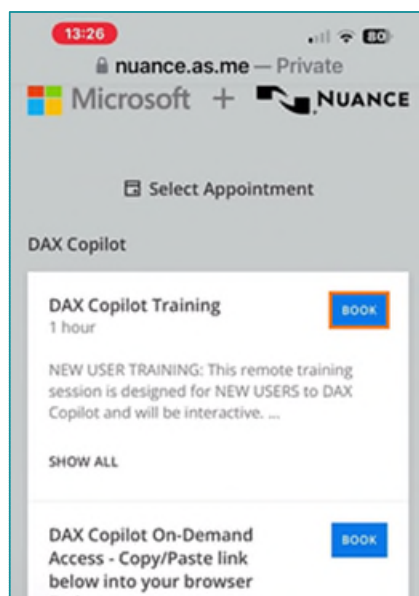 13:26
80
nuance.as.me — Private
Microsoft + NUANCE
Select Appointment
DAX Copilot
DAX Copilot Training
BOOK
1 hour
NEW USER TRAINING: This remote training
session is designed for NEW USERS to DAX
Copilot and will be interactive. ...
SHOW ALL
DAX Copilot On-Demand
BOOK
Access - Copy/Paste link
below into your browser